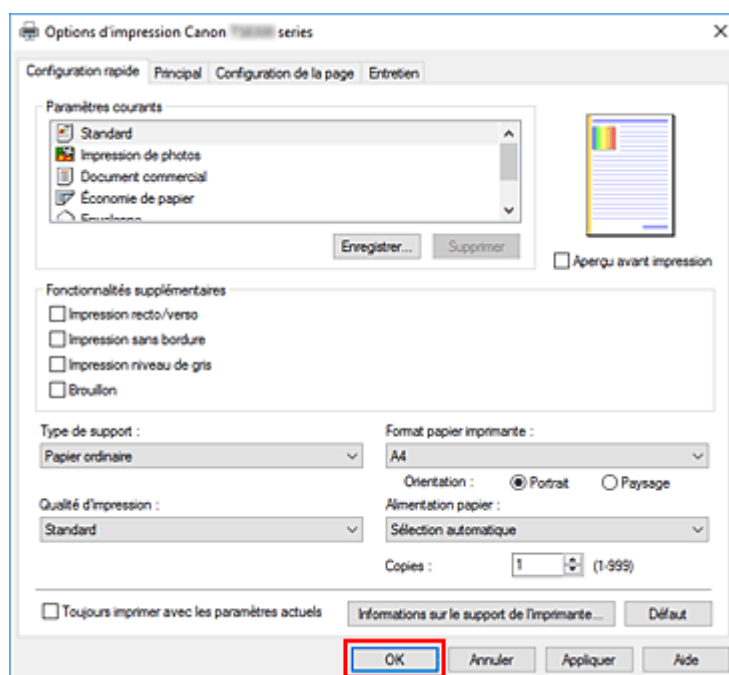 Options d'impression Canon series
Configuration rapide Principal Configuration de la page Entretien
Paramètres courants
Standard
Impression de photos
Document commercial
Économie de papier
Enregistrer... Supprimer
Aperçu avant impression
Fonctionnalités supplémentaires
Impression recto/verso
Impression sans bordure
Impression niveau de gris
Brouillon
Type de support :
Papier ordinaire
Format papier imprimante :
A4
Orientation : Portrait Paysage
Qualité d'impression :
Standard
Alimentation papier :
Sélection automatique
Copies : 1 (1-999)
Toujours imprimer avec les paramètres actuels
Informations sur le support de l'imprimante... Défaut
OK Annuler Appliquer Aide